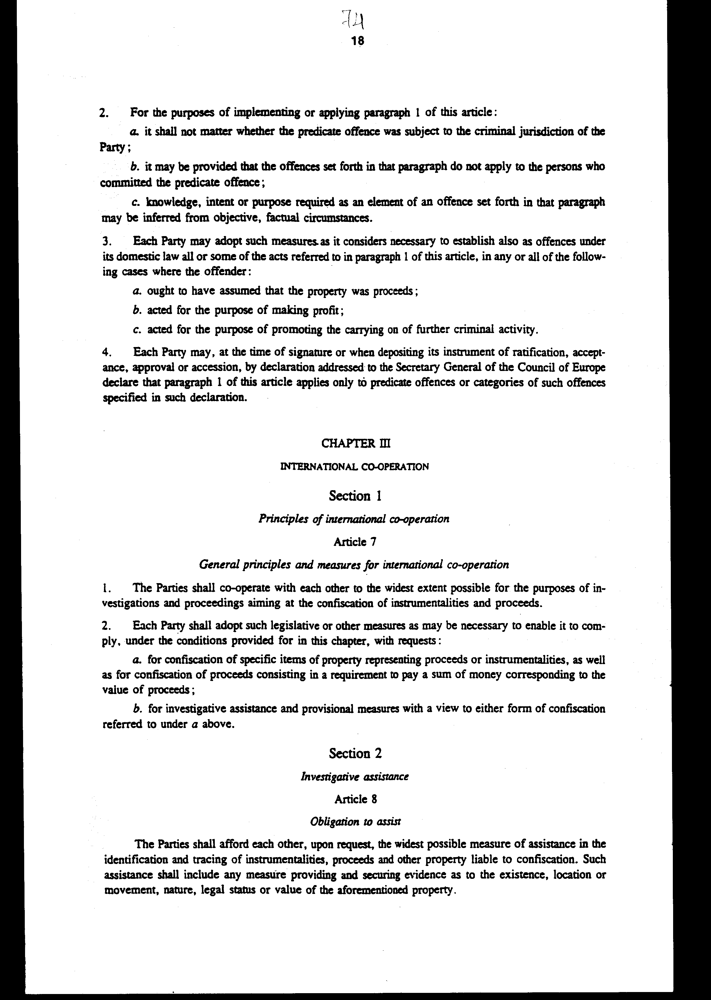 74
18
2. For the purposes of implementing or applying paragraph 1 of this article:
a. it shall not matter whether the predicate offence was subject to the criminal jurisdiction of the
Party;
b. it may be provided that the offences set forth in that paragraph do not apply to the persons who
committed the predicate offence;
c. knowledge, intent or purpose required as an element of an offence set forth in that paragraph
may be inferred from objective, factual circumstances.
3. Each Party may adopt such measures as it considers necessary to establish also as offences under
its domestic law all or some of the acts referred to in paragraph 1 of this article, in any or all of the follow-
ing cases where the offender:
a. ought to have assumed that the property was proceeds;
b. acted for the purpose of making profit;
c. acted for the purpose of promoting the carrying on of further criminal activity.
4. Each Party may, at the time of signature or when depositing its instrument of ratification, accept-
ance, approval or accession, by declaration addressed to the Secretary General of the Council of Europe
declare that paragraph 1 of this article applies only to predicate offences or categories of such offences
specified in such declaration.
CHAPTER III
INTERNATIONAL CO-OPERATION
Section 1
Principles of international co-operation
Article 7
General principles and measures for international co-operation
1. The Parties shall co-operate with each other to the widest extent possible for the purposes of in-
vestigations and proceedings aiming at the confiscation of instrumentalities and proceeds.
2. Each Party shall adopt such legislative or other measures as may be necessary to enable it to com-
ply, under the conditions provided for in this chapter, with requests:
a. for confiscation of specific items of property representing proceeds or instrumentalities, as well
as for confiscation of proceeds consisting in a requirement to pay a sum of money corresponding to the
value of proceeds;
b. for investigative assistance and provisional measures with a view to either form of confiscation
referred to under a above.
Section 2
Investigative assistance
Article 8
Obligation to assist
The Parties shall afford each other, upon request, the widest possible measure of assistance in the
identification and tracing of instrumentalities, proceeds and other property liable to confiscation. Such
assistance shall include any measure providing and securing evidence as to the existence, location or
movement, nature, legal status or value of the aforementioned property.